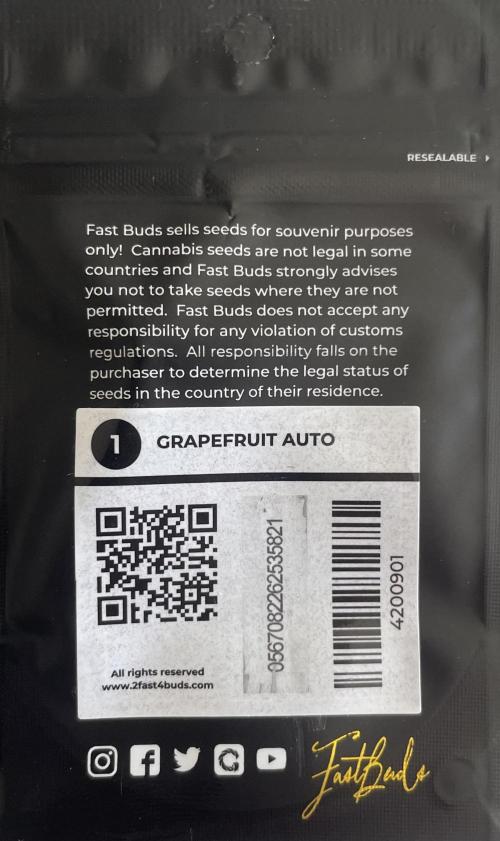 RESEALABLE
Fast Buds sells seeds for souvenir purposes
only! Cannabis seeds are not legal in some
countries and Fast Buds strongly advises
you not to take seeds where they are not
permitted. Fast Buds does not accept any
responsibility for any violation of customs
regulations. All responsibility falls on the
purchaser to determine the legal status of
seeds in the country of their residence.
1 GRAPEFRUIT AUTO
0567082262535821
4200901
All rights reserved
www.2fast4buds.com
FastBuds